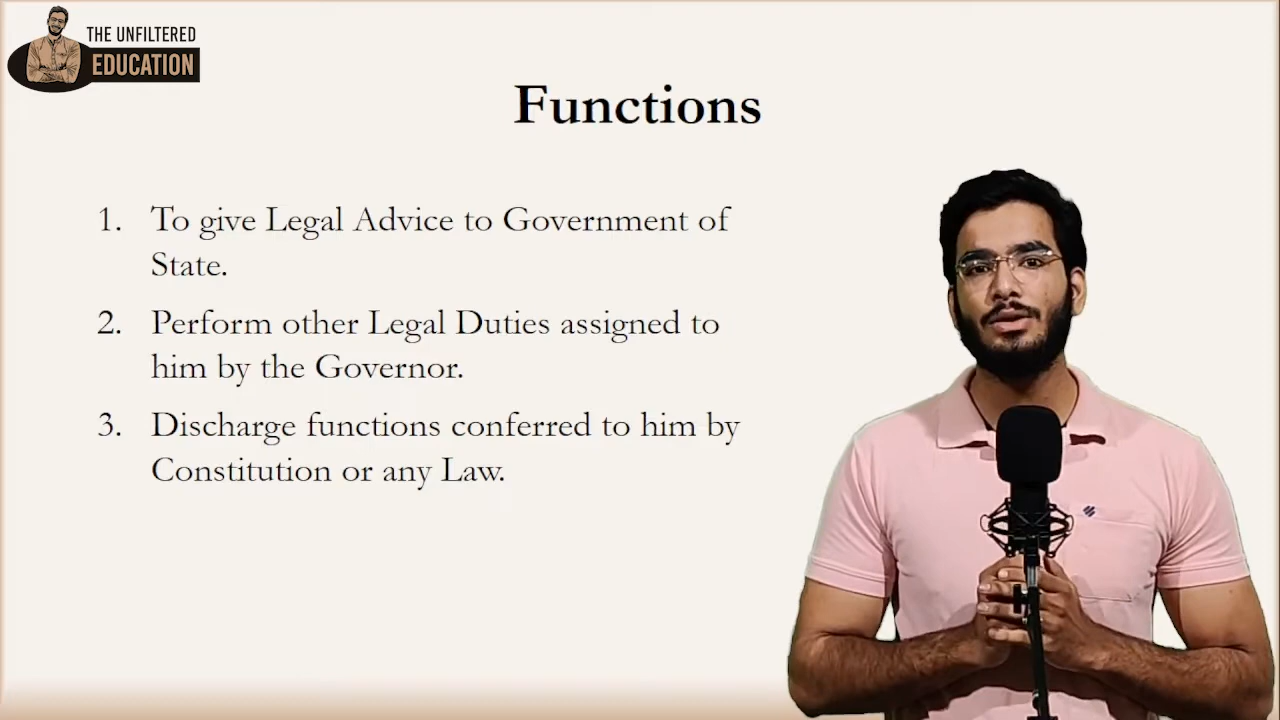 THE UNFILTERED
EDUCATION
Functions
1. To give Legal Advice to Government of
State.
2. Perform other Legal Duties assigned to
him by the Governor.
3. Discharge functions conferred to him by
Constitution or any Law.